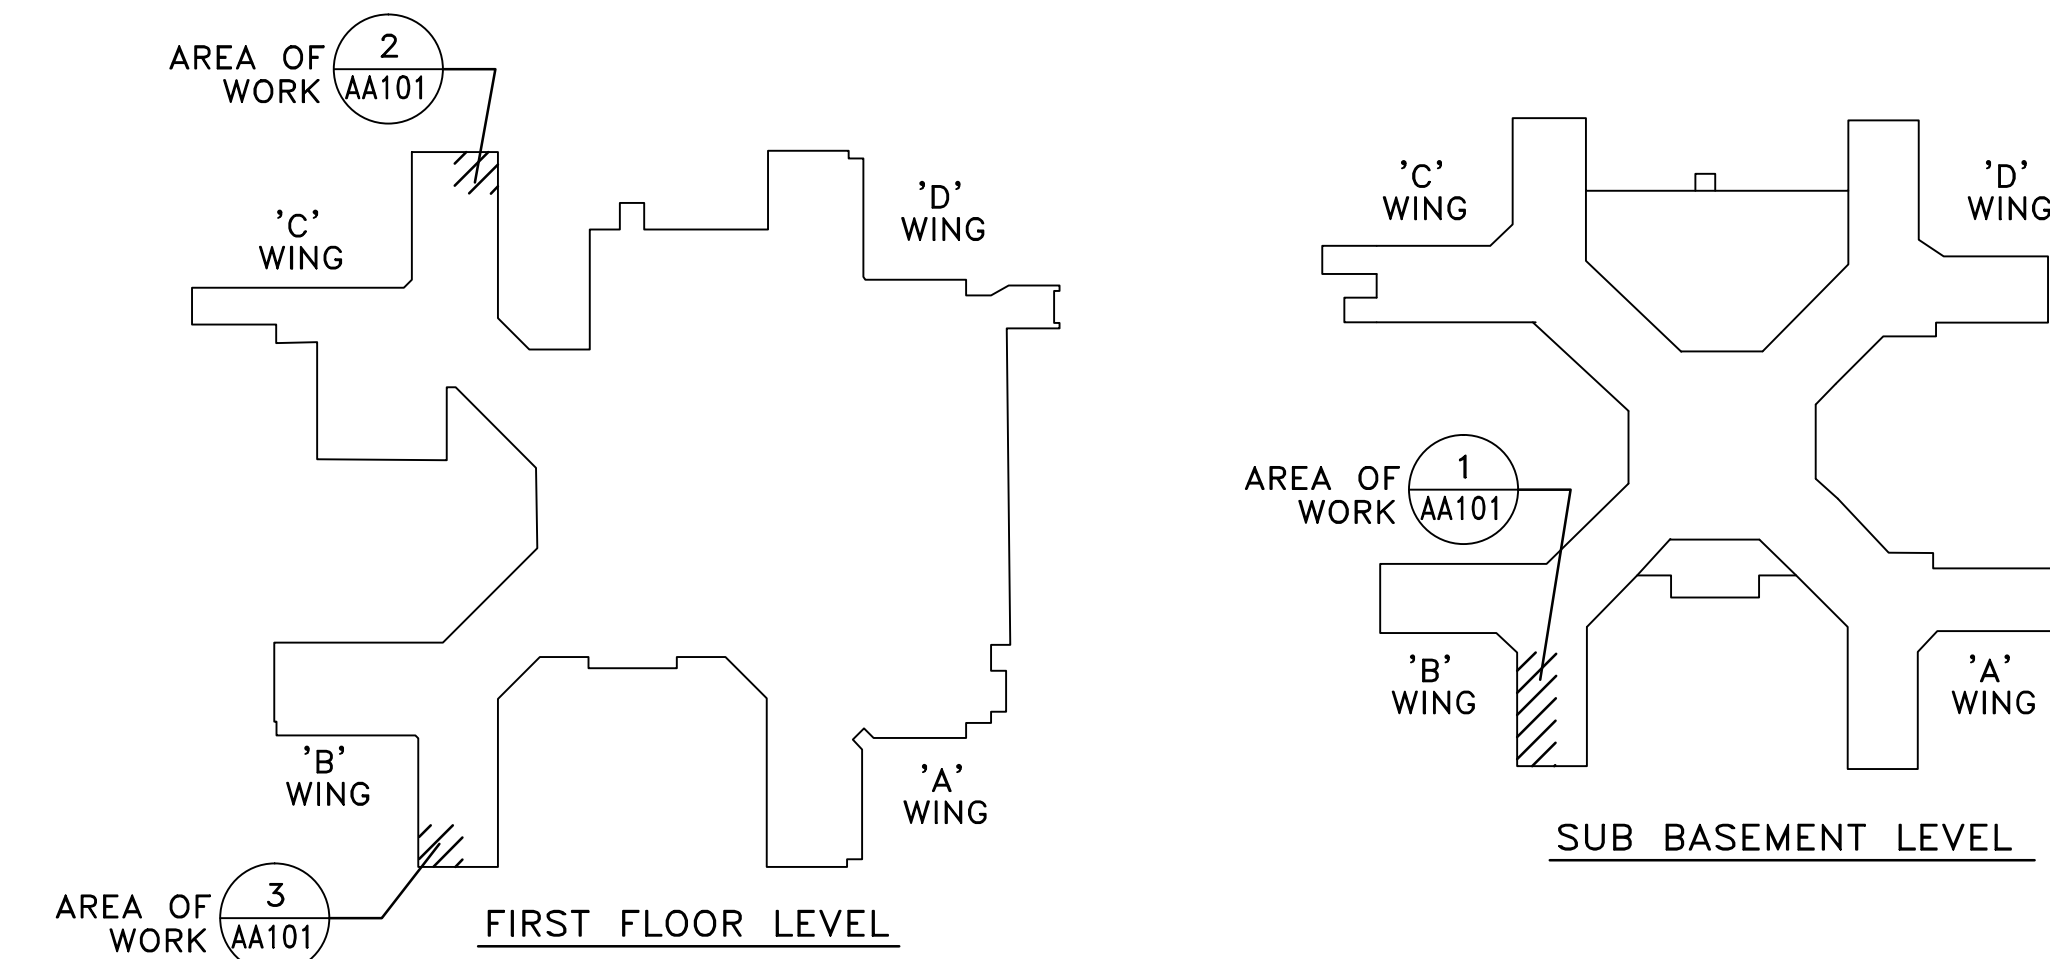 2
AREA OF
WORK
AA101
'C'
WING
'D'
WING
'B'
WING
'A'
WING
3
AREA OF
WORK
AA101
FIRST FLOOR LEVEL
'C'
WING
'D'
WING
1
AREA OF
WORK
AA101
'B'
WING
'A'
WING
SUB BASEMENT LEVEL